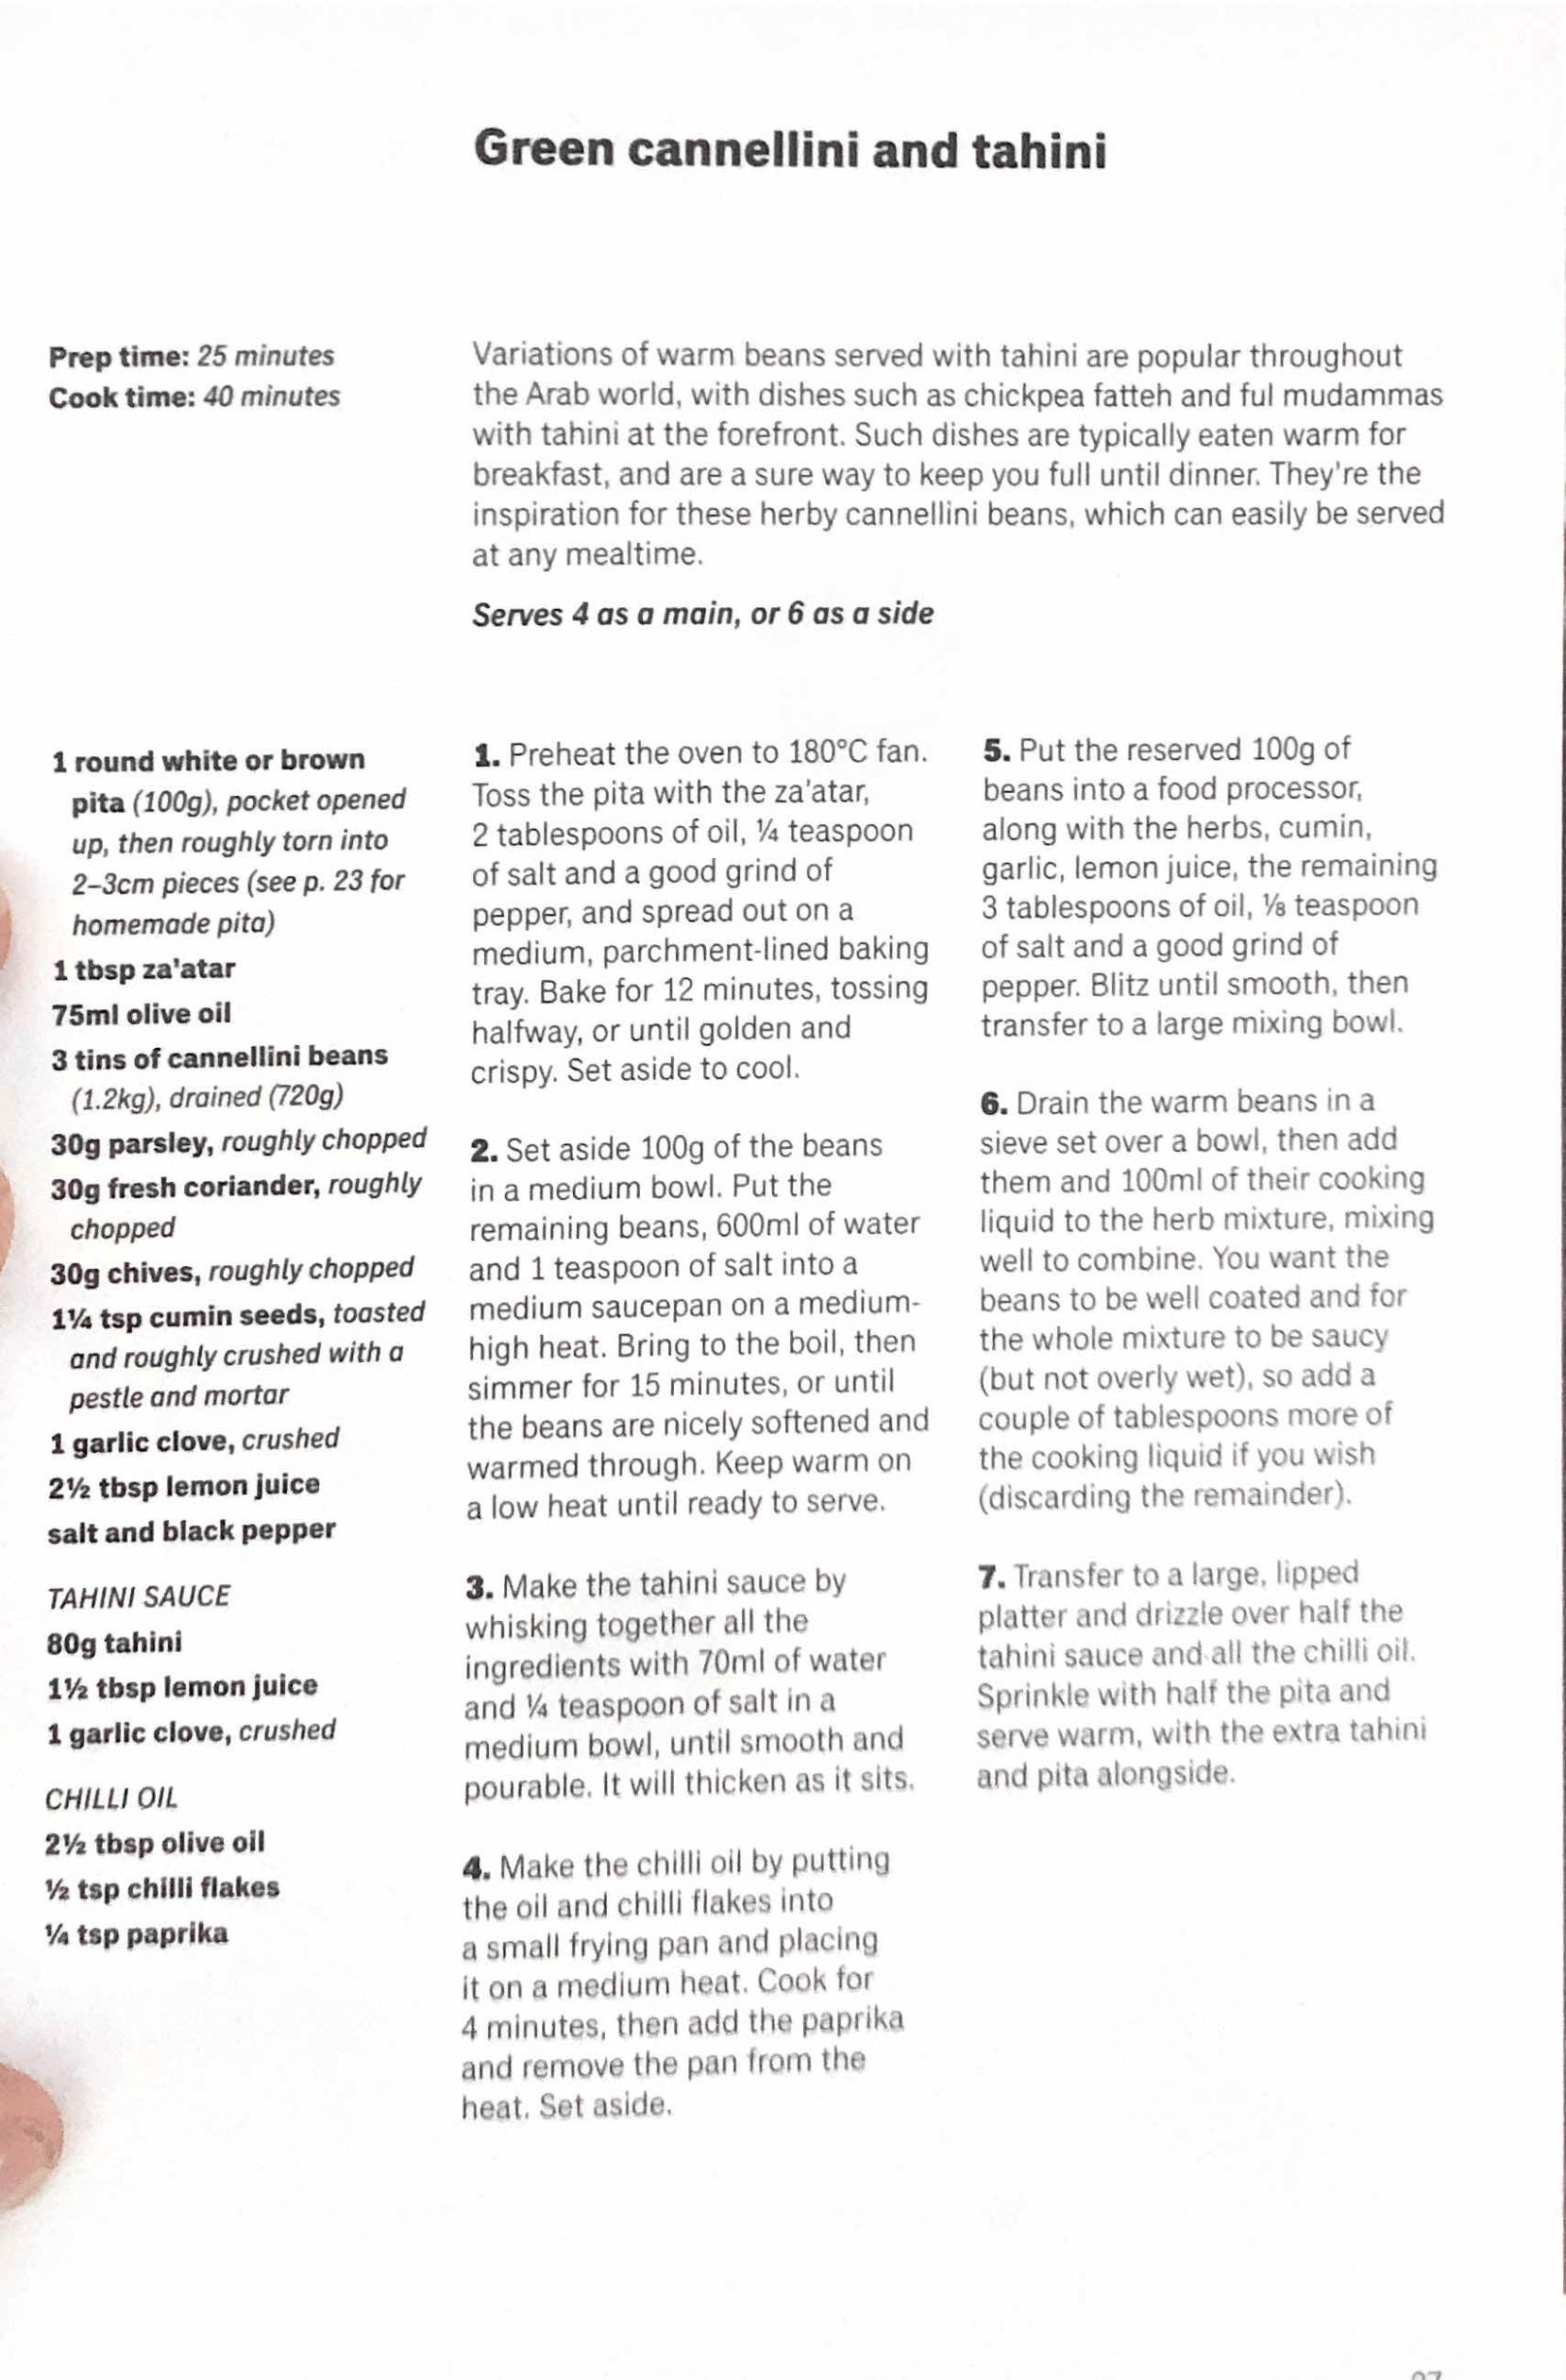 Green cannellini and tahini
Prep time: 25 minutes
Cook time: 40 minutes
Variations of warm beans served with tahini are popular throughout
the Arab world, with dishes such as chickpea fatteh and ful mudammas
with tahini at the forefront. Such dishes are typically eaten warm for
breakfast, and are a sure way to keep you full until dinner. They're the
inspiration for these herby cannellini beans, which can easily be served
at any mealtime.
Serves 4 as a main, or 6 as a side
1 round white or brown
pita (100g), pocket opened
up, then roughly torn into
2–3cm pieces (see p. 23 for
homemade pita)
1 tbsp za'atar
75ml olive oil
3 tins of cannellini beans
(1.2kg), drained (720g)
30g parsley, roughly chopped
30g fresh coriander, roughly
chopped
30g chives, roughly chopped
1¼ tsp cumin seeds, toasted
and roughly crushed with a
pestle and mortar
1 garlic clove, crushed
2½ tbsp lemon juice
salt and black pepper
TAHINI SAUCE
80g tahini
1½ tbsp lemon juice
1 garlic clove, crushed
CHILLI OIL
2½ tbsp olive oil
½ tsp chilli flakes
¼ tsp paprika
1. Preheat the oven to 180°C fan.
Toss the pita with the za'atar,
2 tablespoons of oil, ¼ teaspoon
of salt and a good grind of
pepper, and spread out on a
medium, parchment-lined baking
tray. Bake for 12 minutes, tossing
halfway, or until golden and
crispy. Set aside to cool.
2. Set aside 100g of the beans
in a medium bowl. Put the
remaining beans, 600ml of water
and 1 teaspoon of salt into a
medium saucepan on a medium-
high heat. Bring to the boil, then
simmer for 15 minutes, or until
the beans are nicely softened and
warmed through. Keep warm on
a low heat until ready to serve.
3. Make the tahini sauce by
whisking together all the
ingredients with 70ml of water
and ¼ teaspoon of salt in a
medium bowl, until smooth and
pourable. It will thicken as it sits.
4. Make the chilli oil by putting
the oil and chilli flakes into
a small frying pan and placing
it on a medium heat. Cook for
4 minutes, then add the paprika
and remove the pan from the
heat. Set aside.
5. Put the reserved 100g of
beans into a food processor,
along with the herbs, cumin,
garlic, lemon juice, the remaining
3 tablespoons of oil, ⅛ teaspoon
of salt and a good grind of
pepper. Blitz until smooth, then
transfer to a large mixing bowl.
6. Drain the warm beans in a
sieve set over a bowl, then add
them and 100ml of their cooking
liquid to the herb mixture, mixing
well to combine. You want the
beans to be well coated and for
the whole mixture to be saucy
(but not overly wet), so add a
couple of tablespoons more of
the cooking liquid if you wish
(discarding the remainder).
7. Transfer to a large, lipped
platter and drizzle over half the
tahini sauce and all the chilli oil.
Sprinkle with half the pita and
serve warm, with the extra tahini
and pita alongside.